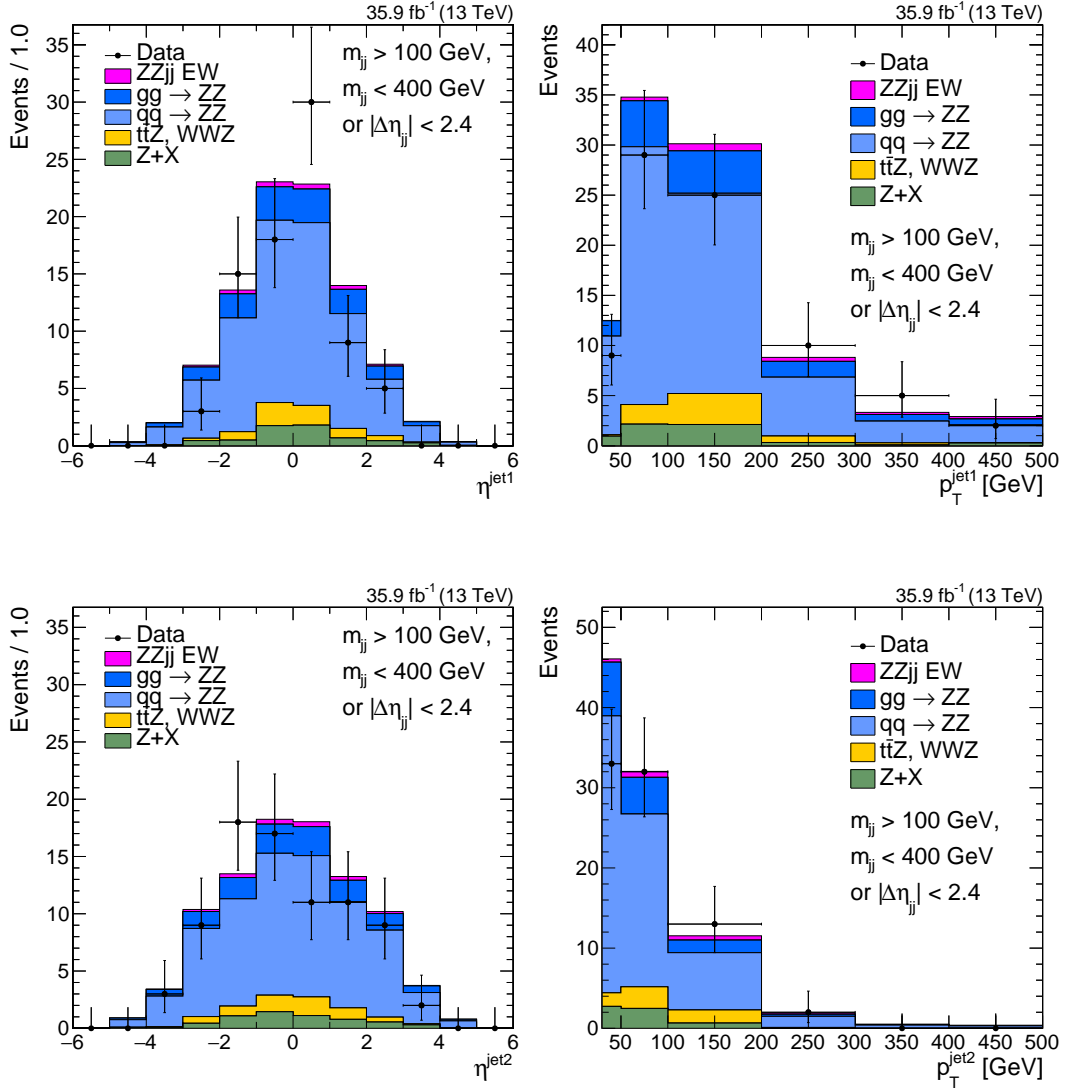 35.9 fb⁻¹ (13 TeV)
Events / 1.0
35
30
25
20
15
10
5
0
Data
ZZjj EW
gg → ZZ
qq → ZZ
tt̄Z, WWZ
Z+X
m_jj > 100 GeV,
m_jj < 400 GeV
or |Δη_jj| < 2.4
−6 −4 −2 0 2 4 6
η^jet1
35.9 fb⁻¹ (13 TeV)
Events
40
35
30
25
20
15
10
5
0
Data
ZZjj EW
gg → ZZ
qq → ZZ
tt̄Z, WWZ
Z+X
m_jj > 100 GeV,
m_jj < 400 GeV
or |Δη_jj| < 2.4
50 100 150 200 250 300 350 400 450 500
p_T^jet1 [GeV]
35.9 fb⁻¹ (13 TeV)
Events / 1.0
35
30
25
20
15
10
5
0
Data
ZZjj EW
gg → ZZ
qq → ZZ
tt̄Z, WWZ
Z+X
m_jj > 100 GeV,
m_jj < 400 GeV
or |Δη_jj| < 2.4
−6 −4 −2 0 2 4 6
η^jet2
35.9 fb⁻¹ (13 TeV)
Events
50
40
30
20
10
0
Data
ZZjj EW
gg → ZZ
qq → ZZ
tt̄Z, WWZ
Z+X
m_jj > 100 GeV,
m_jj < 400 GeV
or |Δη_jj| < 2.4
50 100 150 200 250 300 350 400 450 500
p_T^jet2 [GeV]